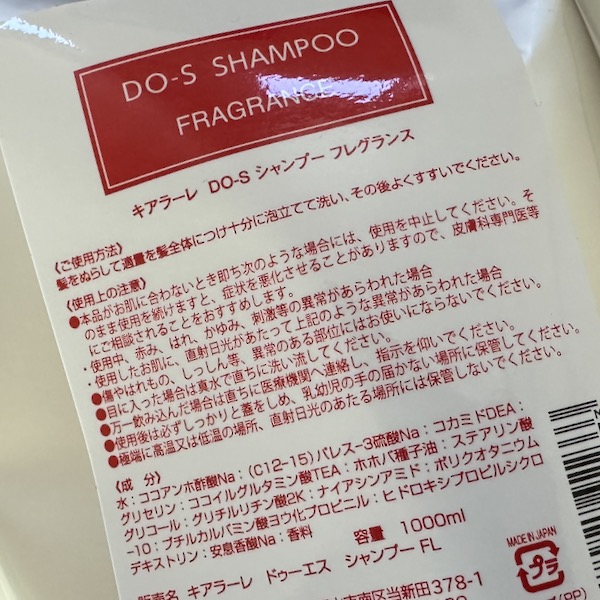 DO-S SHAMPOO
FRAGRANCE
キアラーレ DO-S シャンプー フレグランス
〈ご使用方法〉
髪をぬらして適量を髪全体につけ十分に泡立てて洗い、その後よくすすいでください。
〈使用上の注意〉
●本品がお肌に合わないとき即ち次のような場合には、使用を中止してください。そ
のまま使用を続けますと、症状を悪化させることがありますので、皮膚科専門医等
にご相談されることをおすすめします。
・使用中、赤み、はれ、かゆみ、刺激等の異常があらわれた場合
・使用したお肌に、直射日光があたって上記のような異常があらわれた場合
●傷やはれもの、しっしん等、異常のある部位にはお使いにならないでください。
●目に入った場合は真水で直ちに洗い流してください。
●万一飲み込んだ場合は直ちに医療機関へ連絡し、指示を仰いでください。
●使用後は必ずしっかりと蓋をしめ、乳幼児の手の届かない場所に保管してください。
●極端に高温又は低温の場所、直射日光のあたる場所には保管しないでください。
〈成 分〉
水：ココアンホ酢酸Na：(C12-15)パレス-3硫酸Na：コカミドDEA：
グリセリン：ココイルグルタミン酸TEA：ホホバ種子油：ステアリン酸
グリコール：グリチルリチン酸2K：ナイアシンアミド：ポリクオタニウム
-10：ブチルカルバミン酸ヨウ化プロピニル：ヒドロキシプロピルシクロ
デキストリン：安息香酸Na：香料 容量 1000ml
販売名 キアラーレ ドゥーエス シャンプー FL
市南区当新田378-1
MADE IN JAPAN
プラ
(PP)